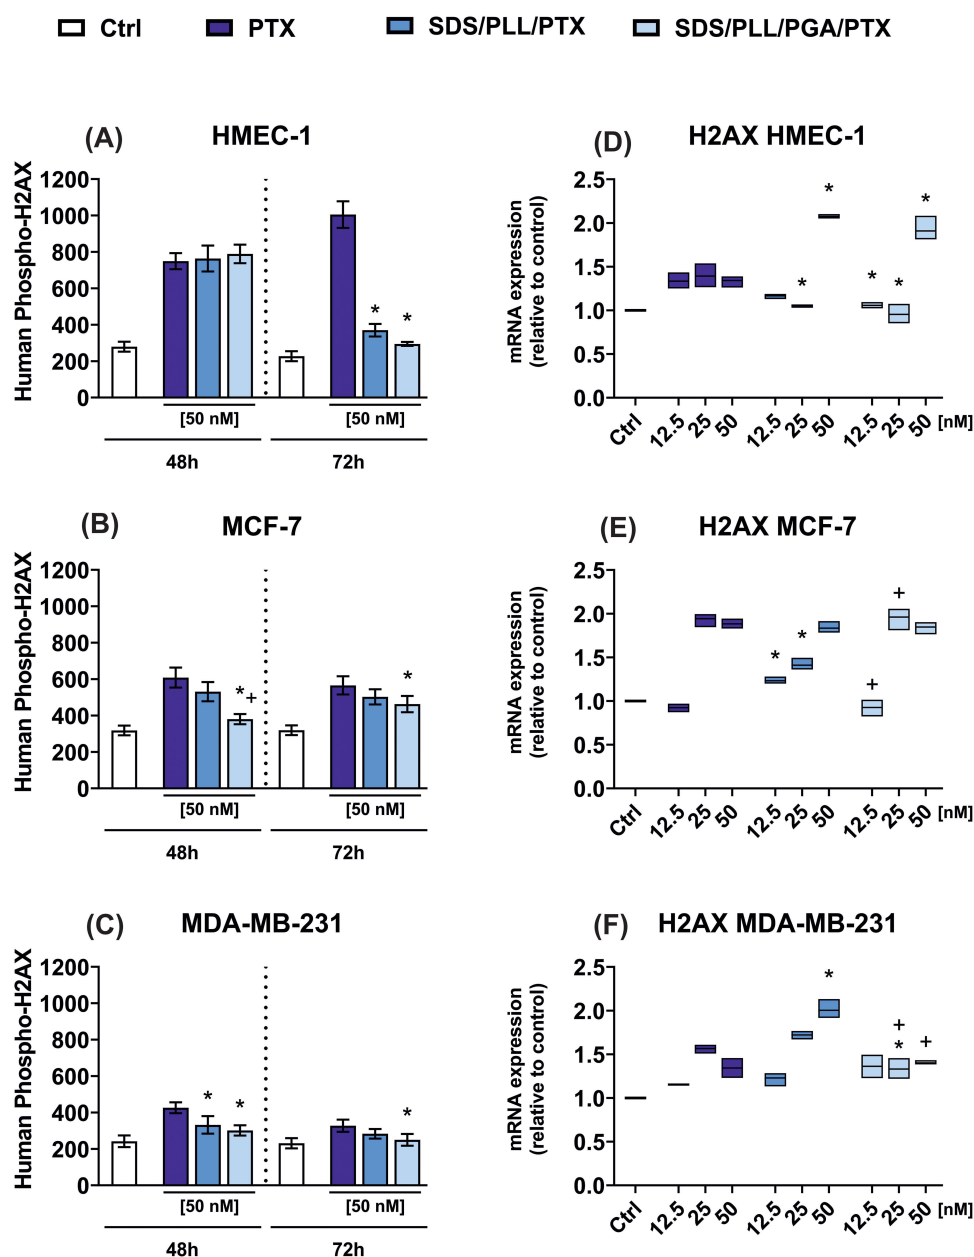 Ctrl PTX SDS/PLL/PTX SDS/PLL/PGA/PTX
(A) HMEC-1
Human Phospho-H2AX
1200
1000
800
600
400
200
0
* *
[50 nM] [50 nM]
48h 72h
(D) H2AX HMEC-1
mRNA expression
(relative to control)
2.5
2.0
1.5
1.0
0.5
0.0
* * * * *
Ctrl 12.5 25 50 12.5 25 50 12.5 25 50 [nM]
(B) MCF-7
Human Phospho-H2AX
1200
1000
800
600
400
200
0
*+ *
[50 nM] [50 nM]
48h 72h
(E) H2AX MCF-7
mRNA expression
(relative to control)
2.5
2.0
1.5
1.0
0.5
0.0
* * + +
Ctrl 12.5 25 50 12.5 25 50 12.5 25 50 [nM]
(C) MDA-MB-231
Human Phospho-H2AX
1200
1000
800
600
400
200
0
* * *
[50 nM] [50 nM]
48h 72h
(F) H2AX MDA-MB-231
mRNA expression
(relative to control)
2.5
2.0
1.5
1.0
0.5
0.0
* + * +
Ctrl 12.5 25 50 12.5 25 50 12.5 25 50 [nM]